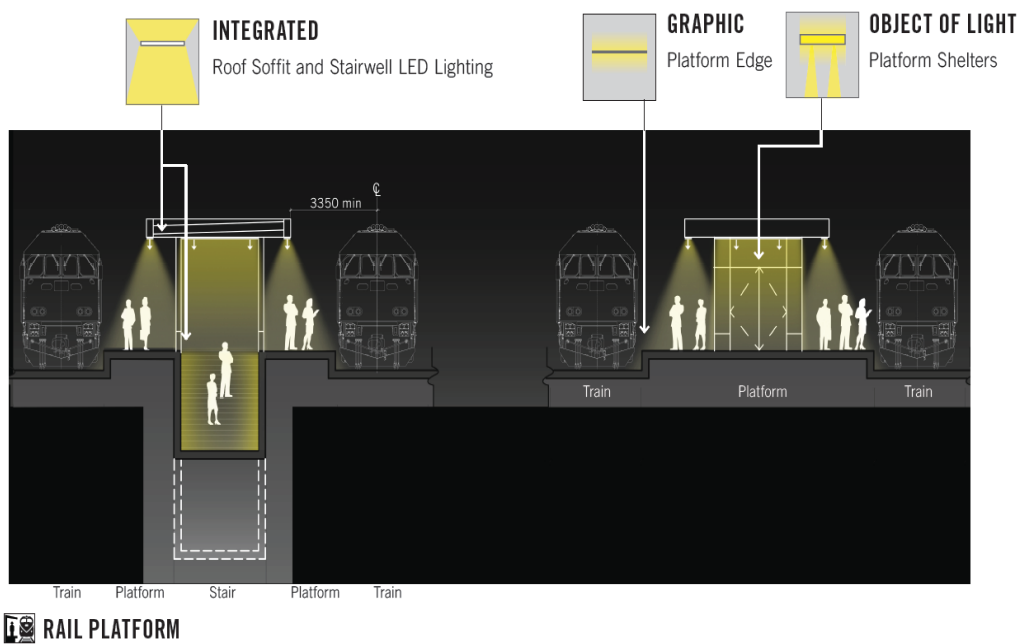 INTEGRATED
Roof Soffit and Stairwell LED Lighting
GRAPHIC
Platform Edge
OBJECT OF LIGHT
Platform Shelters
℄
3350 min
Train
Platform
Train
Train
Platform
Stair
Platform
Train
RAIL PLATFORM